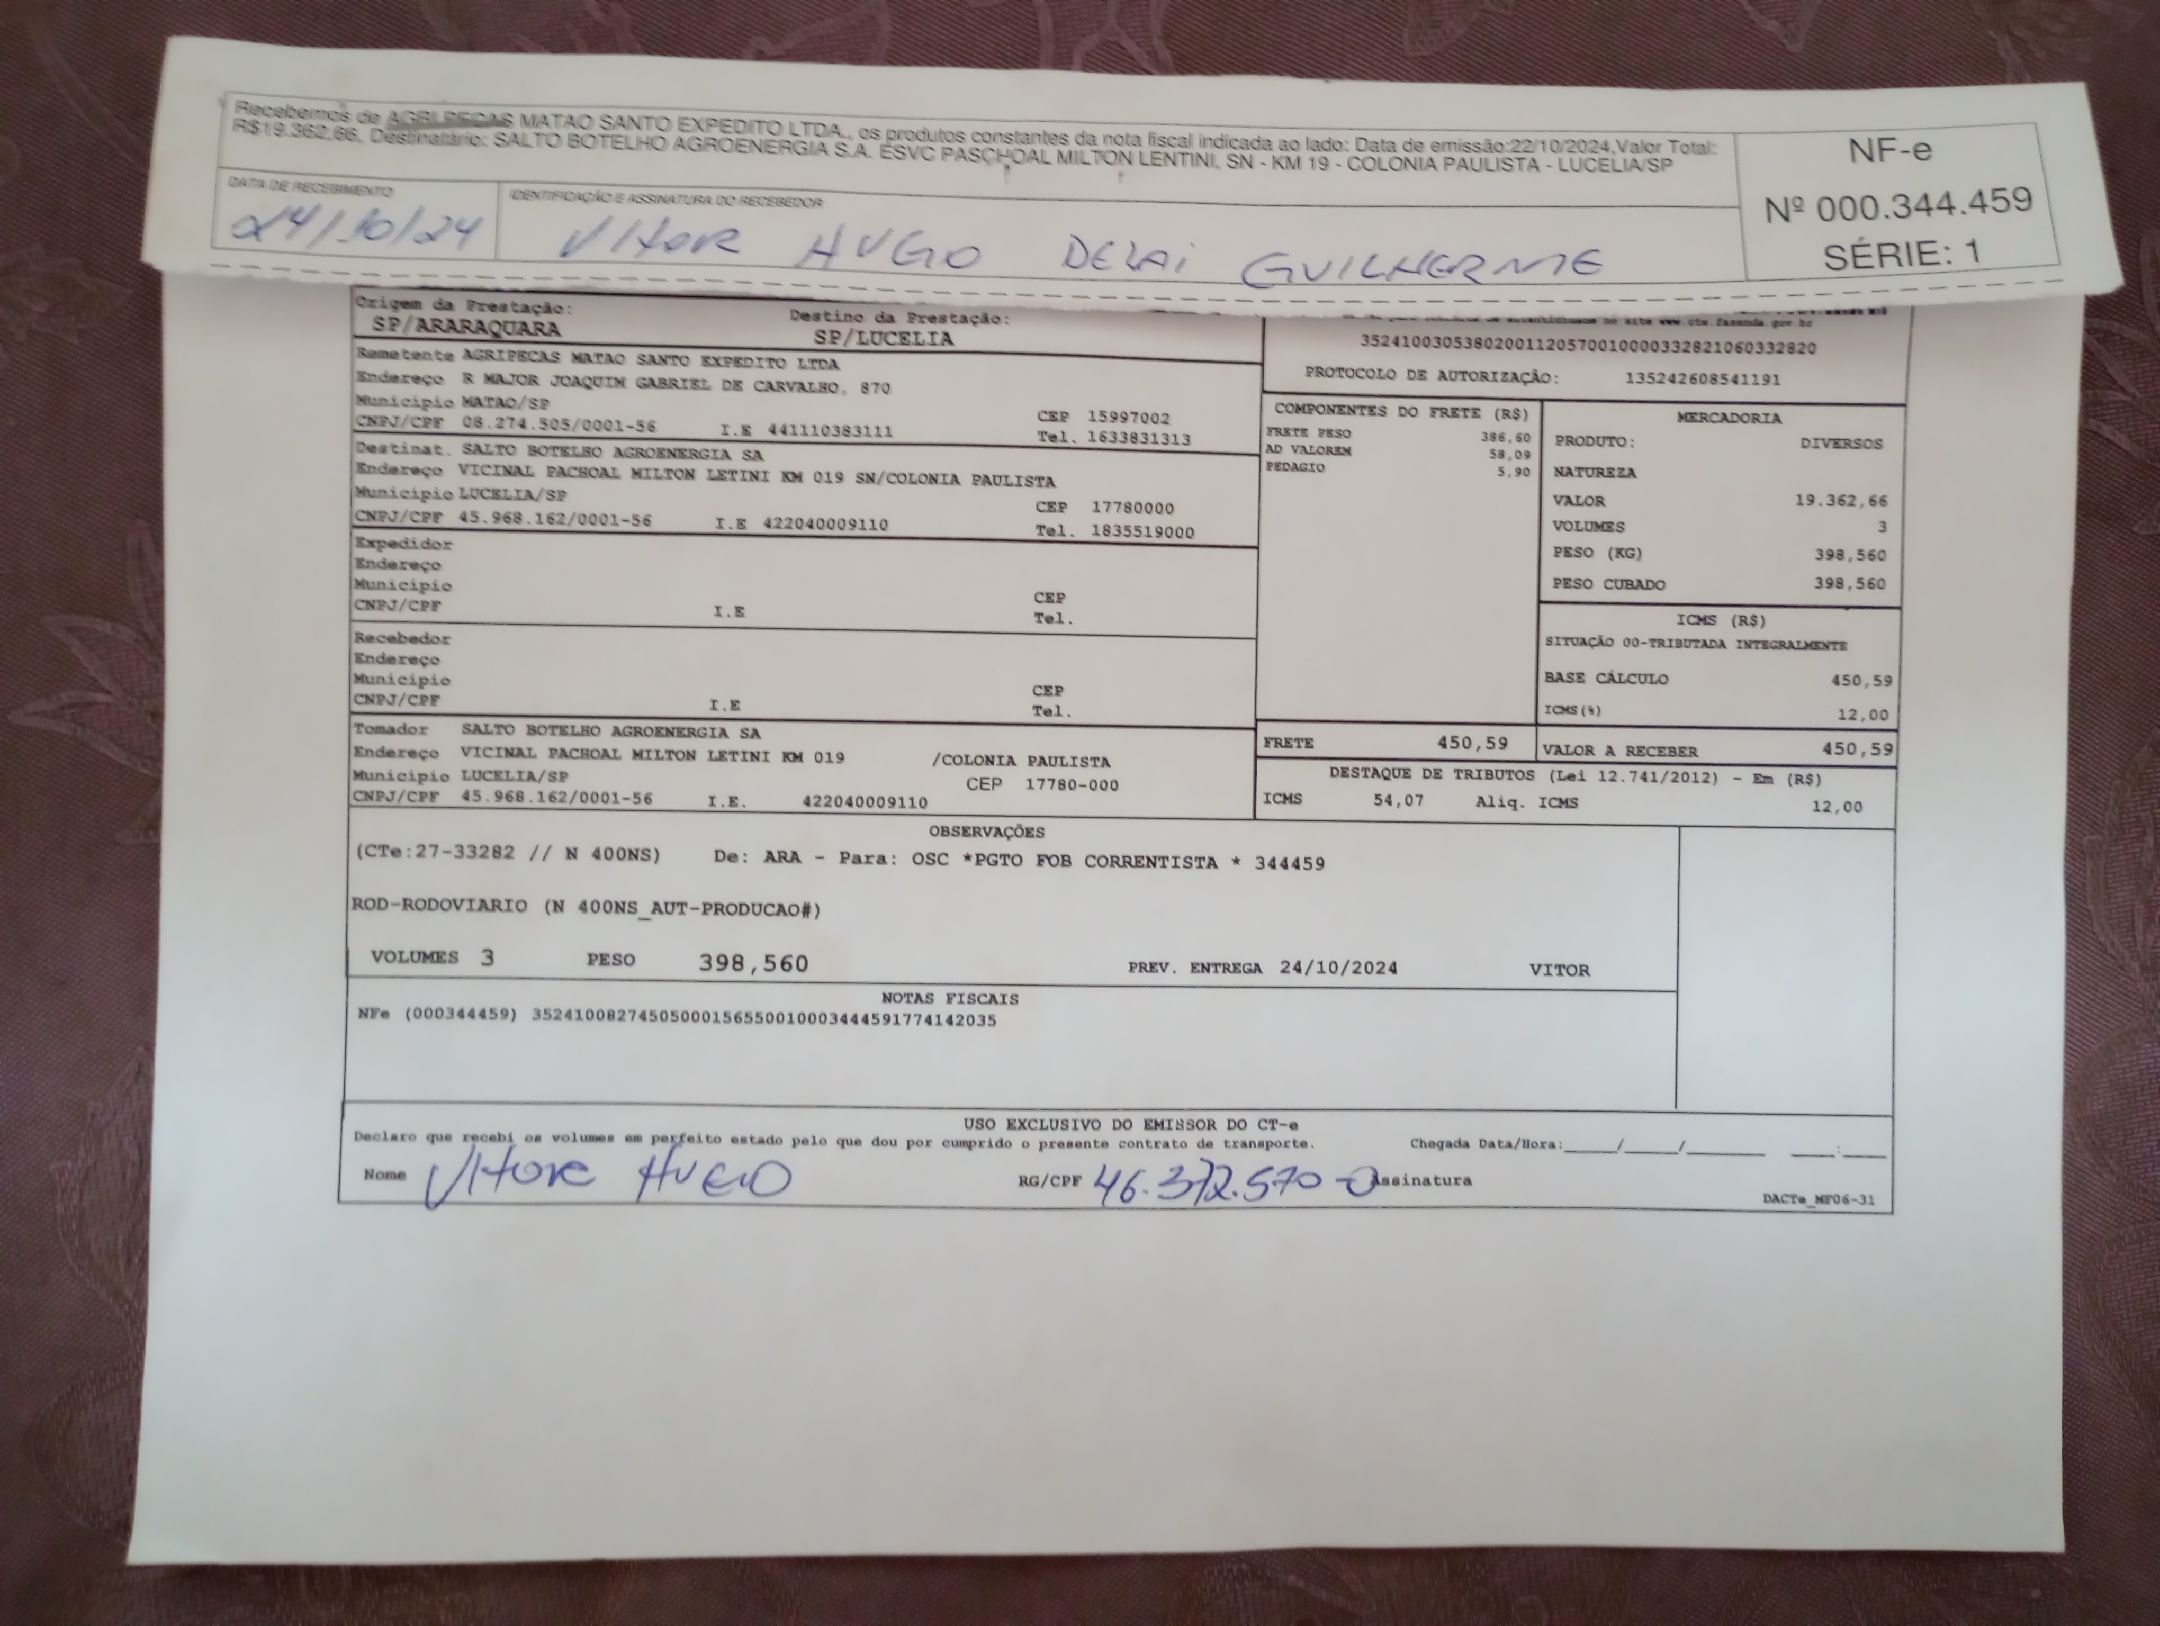 Recebemos de AGRIPECAS MATAO SANTO EXPEDITO LTDA., os produtos constantes da nota fiscal indicada ao lado: Data de emissão:22/10/2024,Valor Total:
R$19.362,66, Destinatário: SALTO BOTELHO AGROENERGIA S.A. ESVC PASCHOAL MILTON LENTINI, SN - KM 19 - COLONIA PAULISTA - LUCELIA/SP
NF-e
Nº 000.344.459
SÉRIE: 1
DATA DE RECEBIMENTO IDENTIFICAÇÃO E ASSINATURA DO RECEBEDOR
24/10/24 VITOR HUGO DELAI GUILHERME
Origem da Prestação: Destino da Prestação:
SP/ARARAQUARA SP/LUCELIA
no site www.cte.fazenda.gov.br
35241003053802001120570010000332821060332820
PROTOCOLO DE AUTORIZAÇÃO: 135242608541191
Remetente AGRIPECAS MATAO SANTO EXPEDITO LTDA
Endereço R MAJOR JOAQUIM GABRIEL DE CARVALHO, 870
Município MATAO/SP CEP 15997002
CNPJ/CPF 08.274.505/0001-56 I.E 441110383111 Tel. 1633831313
Destinat. SALTO BOTELHO AGROENERGIA SA
Endereço VICINAL PACHOAL MILTON LETINI KM 019 SN/COLONIA PAULISTA
Município LUCELIA/SP CEP 17780000
CNPJ/CPF 45.968.162/0001-56 I.E 422040009110 Tel. 1835519000
Expedidor
Endereço
Município CEP
CNPJ/CPF I.E Tel.
Recebedor
Endereço
Município CEP
CNPJ/CPF I.E Tel.
Tomador SALTO BOTELHO AGROENERGIA SA
Endereço VICINAL PACHOAL MILTON LETINI KM 019 /COLONIA PAULISTA
Município LUCELIA/SP CEP 17780-000
CNPJ/CPF 45.968.162/0001-56 I.E. 422040009110
COMPONENTES DO FRETE (R$)
FRETE PESO 386,60
AD VALOREM 58,09
PEDAGIO 5,90
MERCADORIA
PRODUTO: DIVERSOS
NATUREZA
VALOR 19.362,66
VOLUMES 3
PESO (KG) 398,560
PESO CUBADO 398,560
ICMS (R$)
SITUAÇÃO 00-TRIBUTADA INTEGRALMENTE
BASE CÁLCULO 450,59
ICMS(%) 12,00
FRETE 450,59 VALOR A RECEBER 450,59
DESTAQUE DE TRIBUTOS (Lei 12.741/2012) - Em (R$)
ICMS 54,07 Aliq. ICMS 12,00
OBSERVAÇÕES
(CTe:27-33282 // N 400NS) De: ARA - Para: OSC *PGTO FOB CORRENTISTA * 344459
ROD-RODOVIARIO (N 400NS_AUT-PRODUCAO#)
VOLUMES 3 PESO 398,560 PREV. ENTREGA 24/10/2024 VITOR
NOTAS FISCAIS
NFe (000344459) 35241008274505000156550010003444591774142035
USO EXCLUSIVO DO EMISSOR DO CT-e
Declaro que recebi os volumes em perfeito estado pelo que dou por cumprido o presente contrato de transporte. Chegada Data/Hora:_____/_____/________ ____:____
Nome VITOR HUGO RG/CPF 46.372.570-0 Assinatura
DACTe_MF06-31